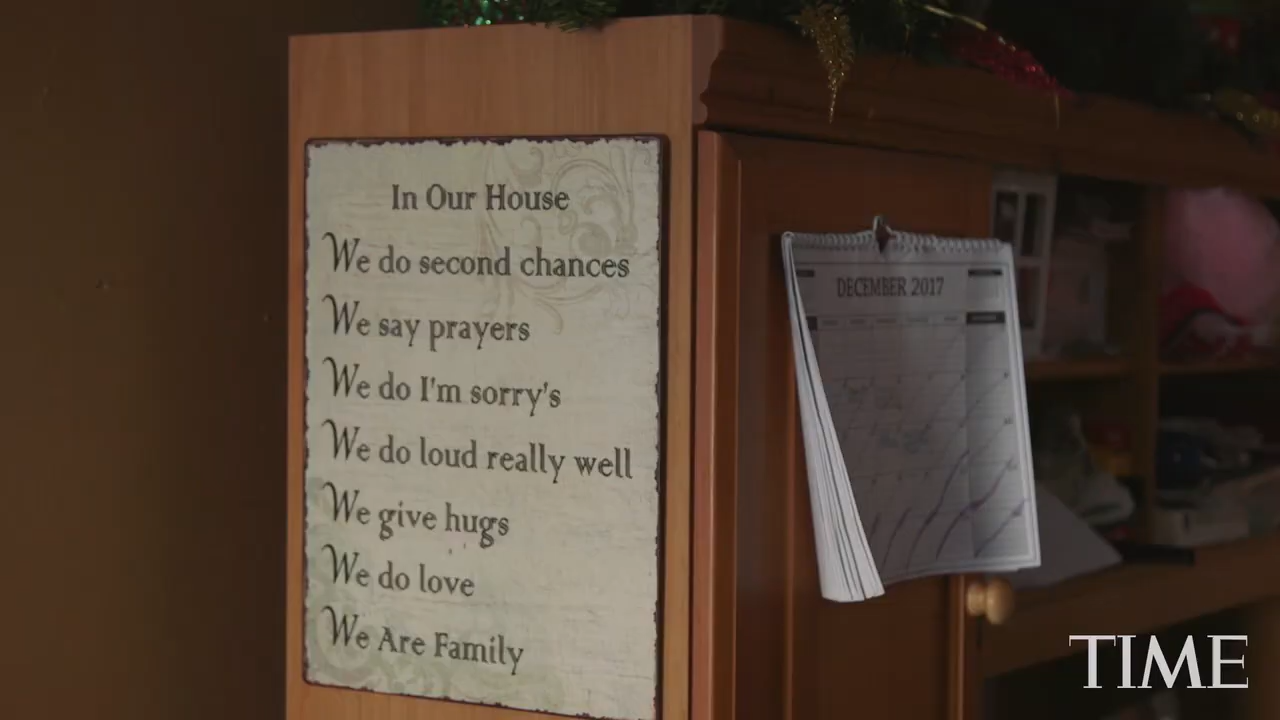 In Our House
We do second chances
We say prayers
We do I'm sorry's
We do loud really well
We give hugs
We do love
We Are Family
DECEMBER 2017
TIME